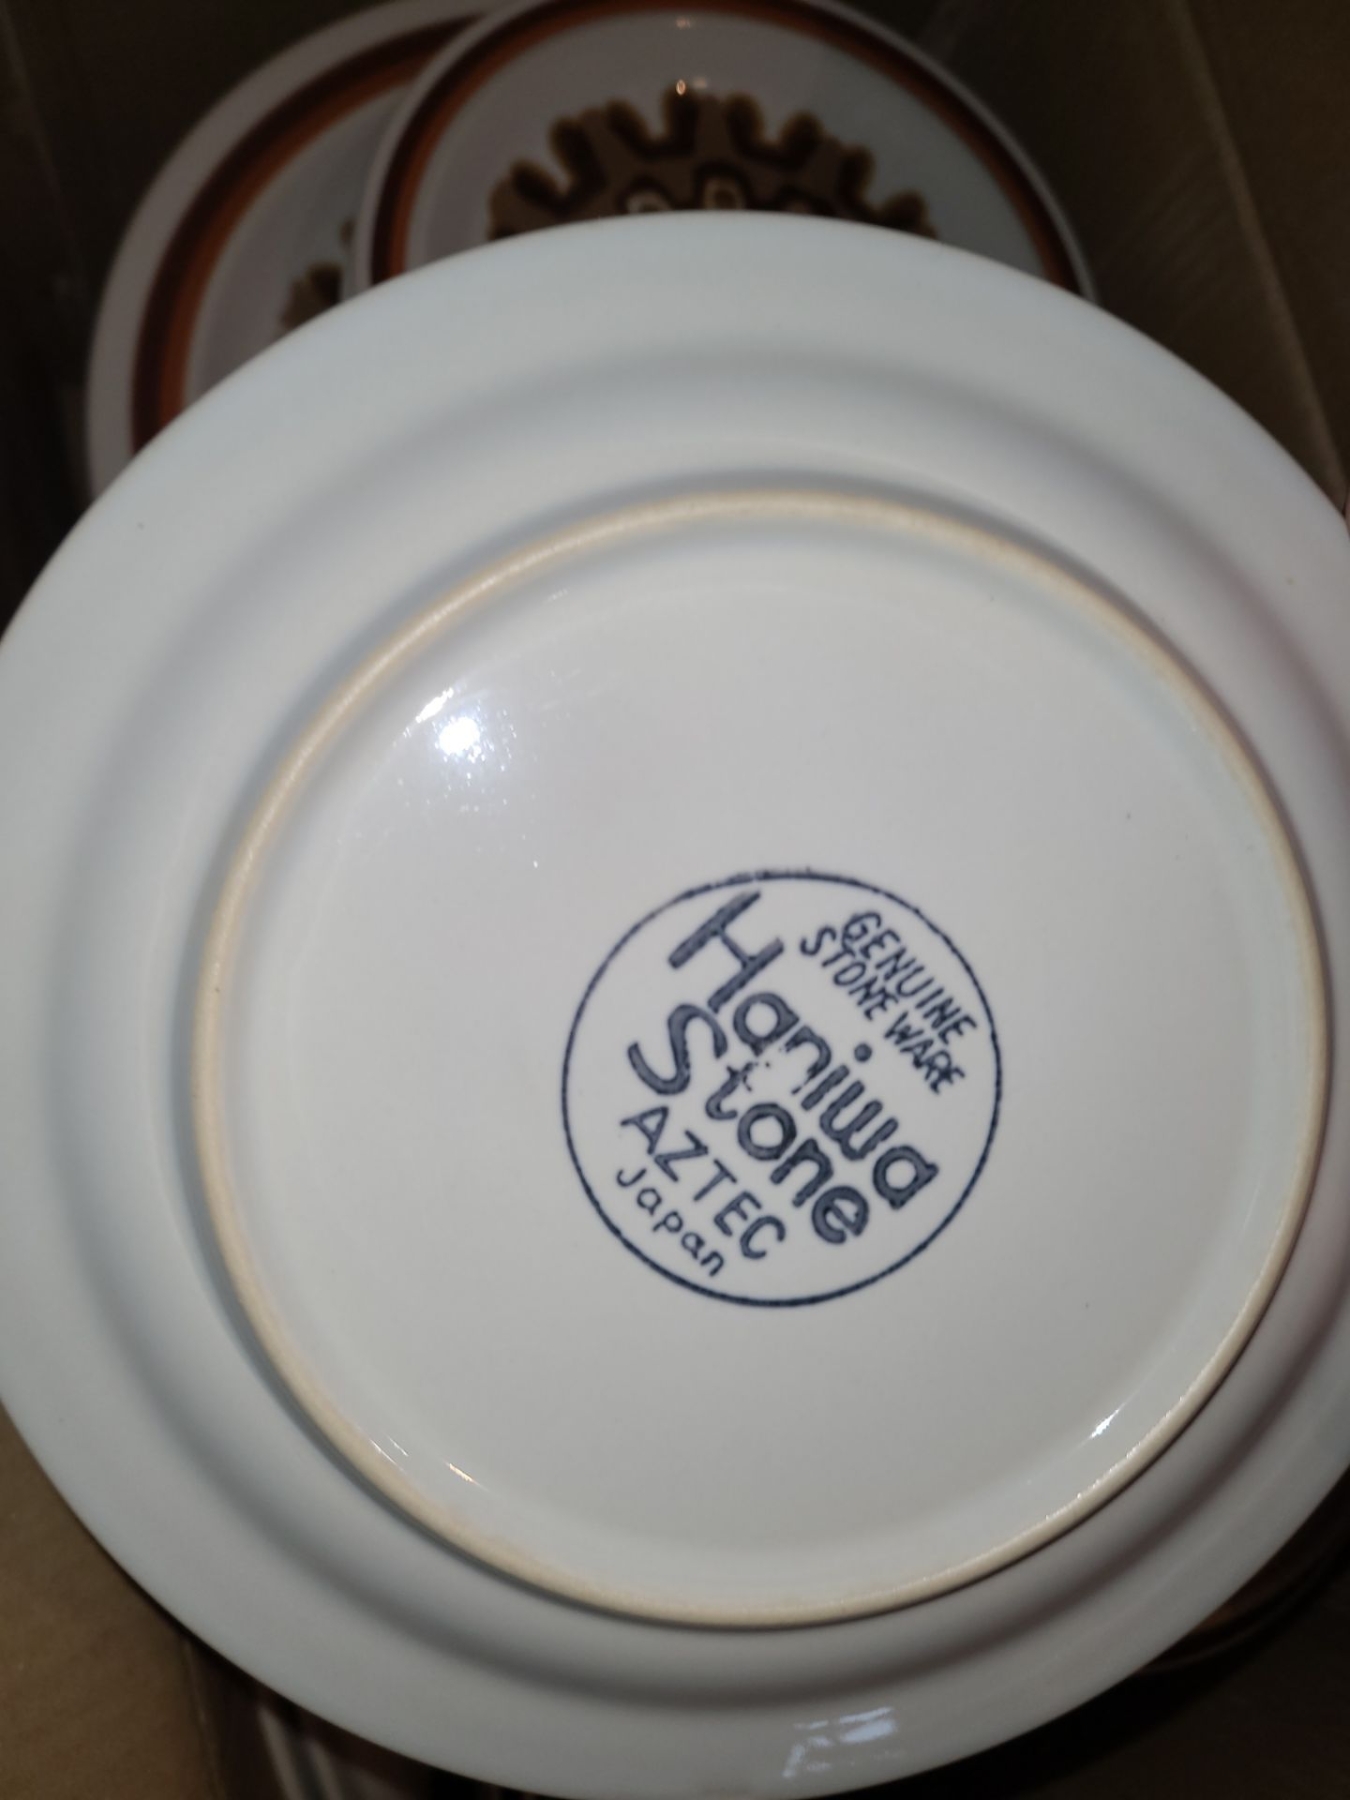 GENUINE
STONE WARE
Haniwa
Stone
AZTEC
Japan